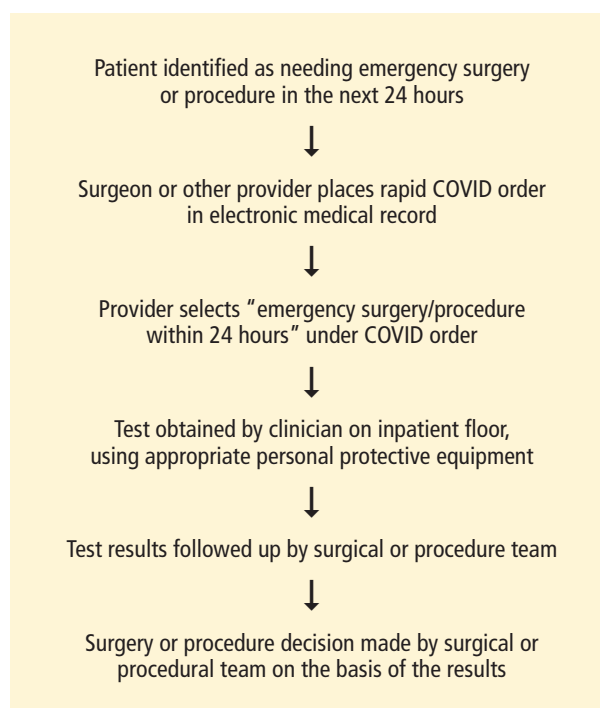 Patient identified as needing emergency surgery
or procedure in the next 24 hours
↓
Surgeon or other provider places rapid COVID order
in electronic medical record
↓
Provider selects “emergency surgery/procedure
within 24 hours” under COVID order
↓
Test obtained by clinician on inpatient floor,
using appropriate personal protective equipment
↓
Test results followed up by surgical or procedure team
↓
Surgery or procedure decision made by surgical or
procedural team on the basis of the results